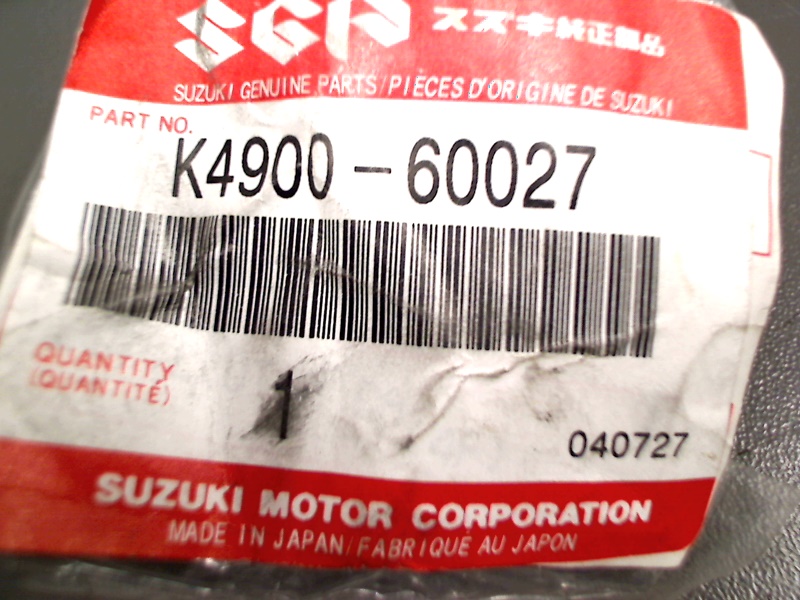 SGP スズキ純正部品
SUZUKI GENUINE PARTS/PIÈCES D'ORIGINE DE SUZUKI
PART NO.
K4900-60027
QUANTITY
(QUANTITÉ)
1
040727
SUZUKI MOTOR CORPORATION
MADE IN JAPAN/FABRIQUÉ AU JAPON